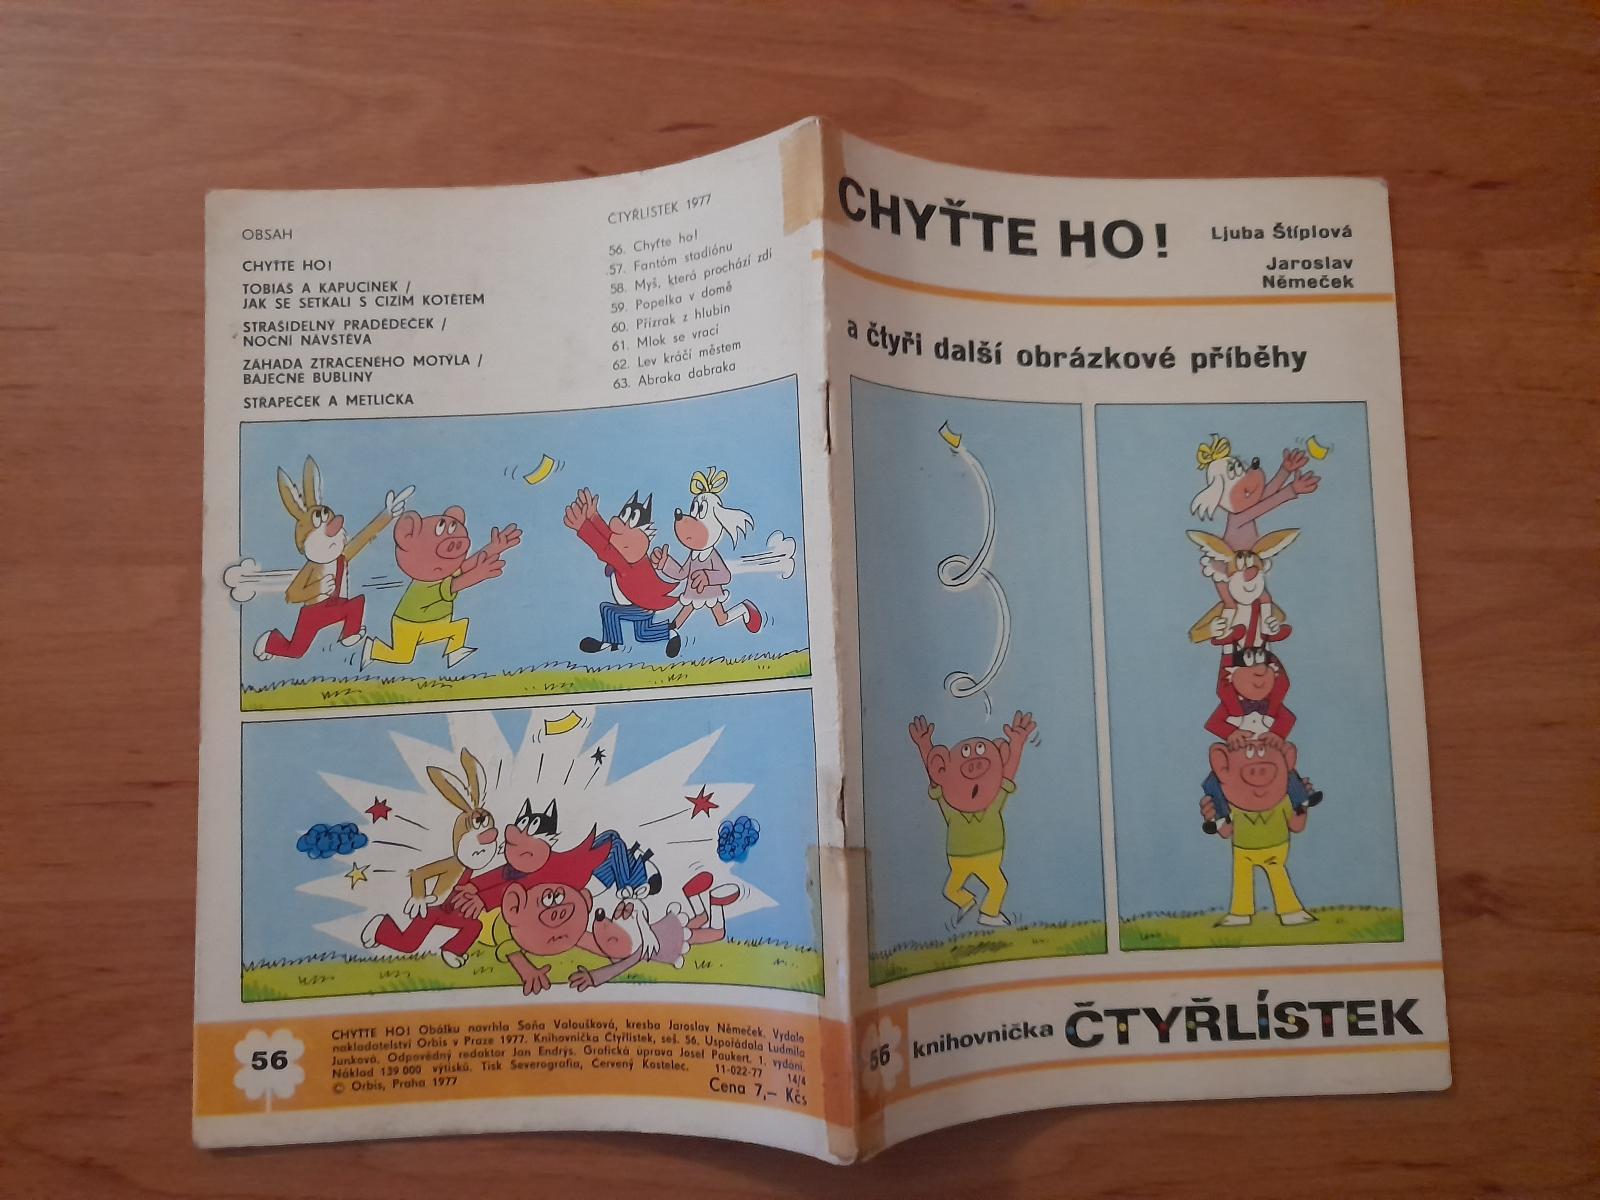 OBSAH
CHYŤTE HO!
TOBIÁŠ A KAPUCÍNEK /
JAK SE SETKALI S CIZÍM KOTĚTEM
STRAŠIDELNÝ PRADĚDEČEK /
NOČNÍ NÁVŠTĚVA
ZÁHADA ZTRACENÉHO MOTÝLA /
BÁJEČNÉ BUBLINY
STRAPEČEK A METLIČKA
ČTYŘLÍSTEK 1977
56. Chyťte ho!
57. Fantóm stadiónu
58. Myš, která prochází zdí
59. Popelka v domě
60. Přízrak z hlubin
61. Mlok se vrací
62. Lev kráčí městem
63. Abraka dabraka
56
CHYŤTE HO! Obálku navrhla Soňa Valoušková, kresba Jaroslav Němeček. Vydalo
nakladatelství Orbis v Praze 1977. Knihovnička Čtyřlístek, seš. 56. Uspořádala Ludmila
Junková. Odpovědný redaktor Jan Endrýs. Grafická úprava Josef Paukert. 1. vydání.
Náklad 139 000 výtisků. Tisk Severografia, Červený Kostelec. 11-022-77 14/4
© Orbis, Praha 1977
Cena 7,– Kčs
CHYŤTE HO!
Ljuba Štíplová
Jaroslav
Němeček
a čtyři další obrázkové příběhy
56 knihovnička ČTYŘLÍSTEK